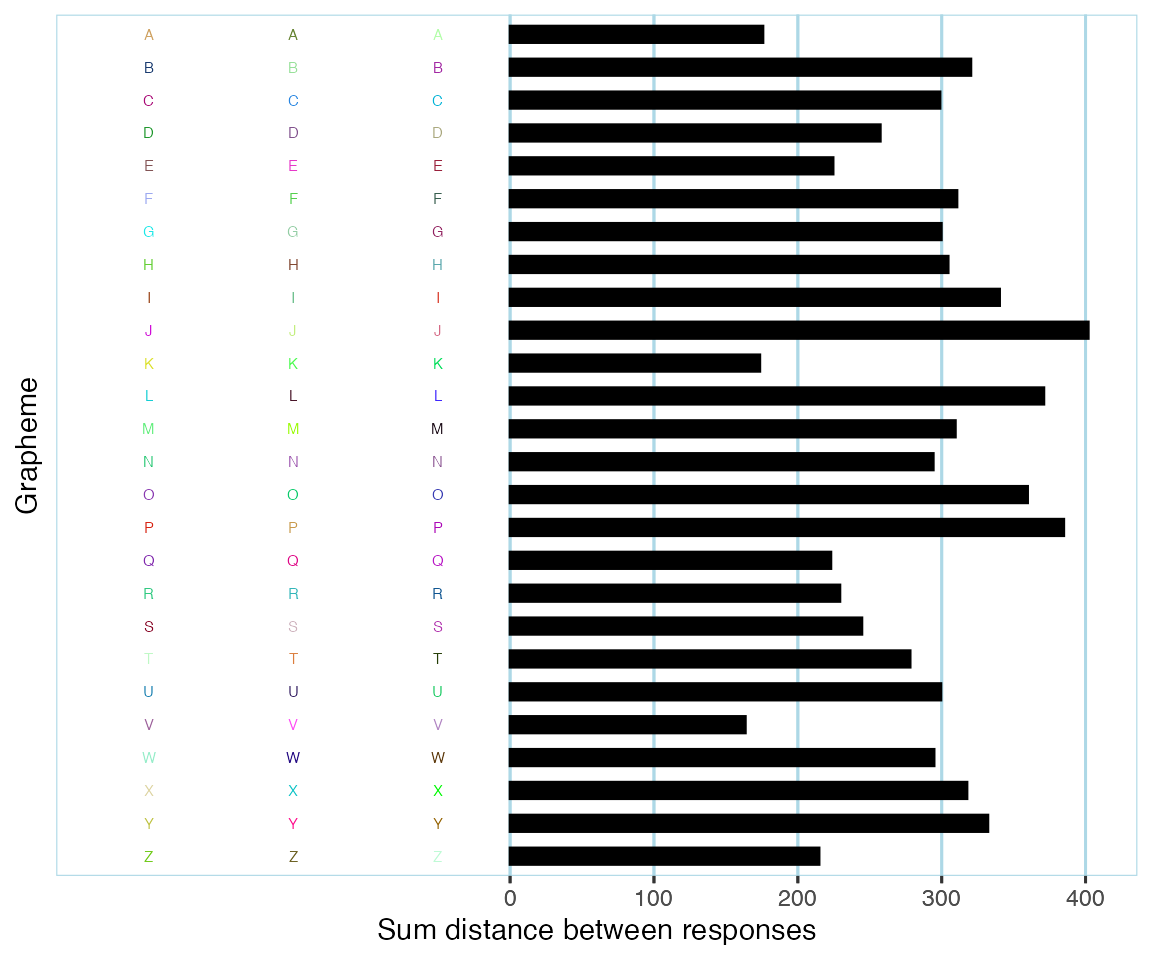 A A A
B B B
C C C
D D D
E E E
F F F
G G G
H H H
I I I
J J J
K K K
L L L
M M M
N N N
O O O
P P P
Q Q Q
R R R
S S S
T T T
U U U
V V V
W W W
X X X
Y Y Y
Z Z Z
Grapheme
0 100 200 300 400
Sum distance between responses